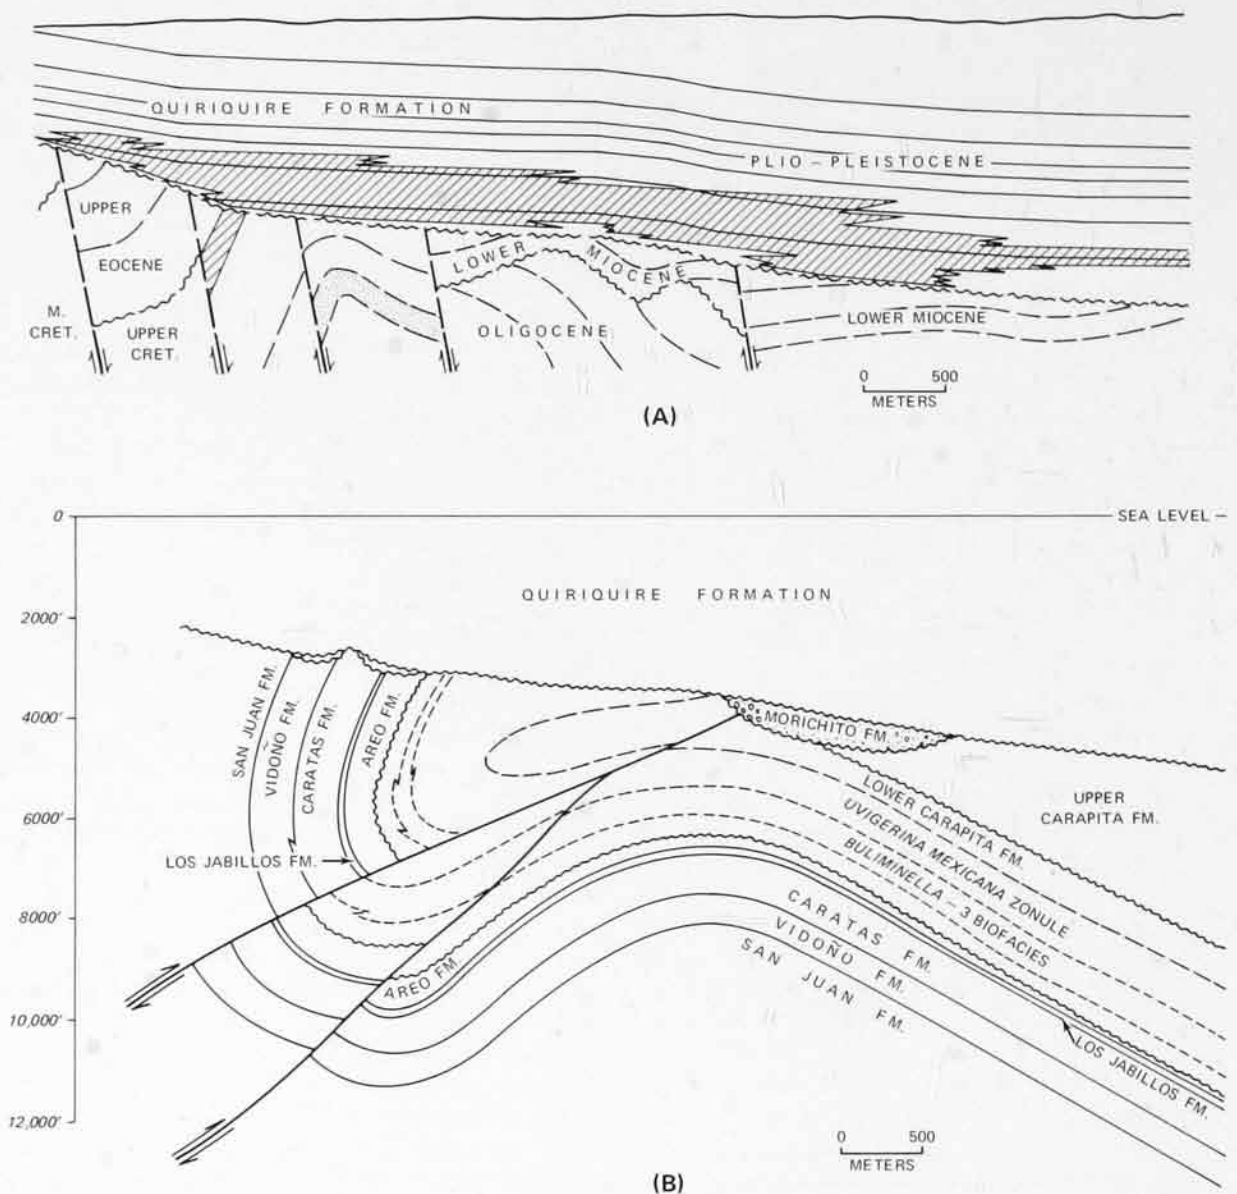 QUIRIQUIRE FORMATION
PLIO – PLEISTOCENE
UPPER
EOCENE
M.
CRET.
UPPER
CRET.
LOWER
MIOCENE
OLIGOCENE
LOWER MIOCENE
0 500
METERS
(A)
0
SEA LEVEL
QUIRIQUIRE FORMATION
2000'
4000'
6000'
8000'
10,000'
12,000'
SAN JUAN FM.
VIDOÑO FM.
CARATAS FM.
AREO FM.
LOS JABILLOS FM.
MORICHITO FM.
LOWER CARAPITA FM.
UPPER
CARAPITA FM.
UVIGERINA MEXICANA ZONULE
BULIMINELLA – 3 BIOFACIES
AREO FM
CARATAS FM.
VIDOÑO FM.
SAN JUAN FM.
LOS JABILLOS FM.
0 500
METERS
(B)